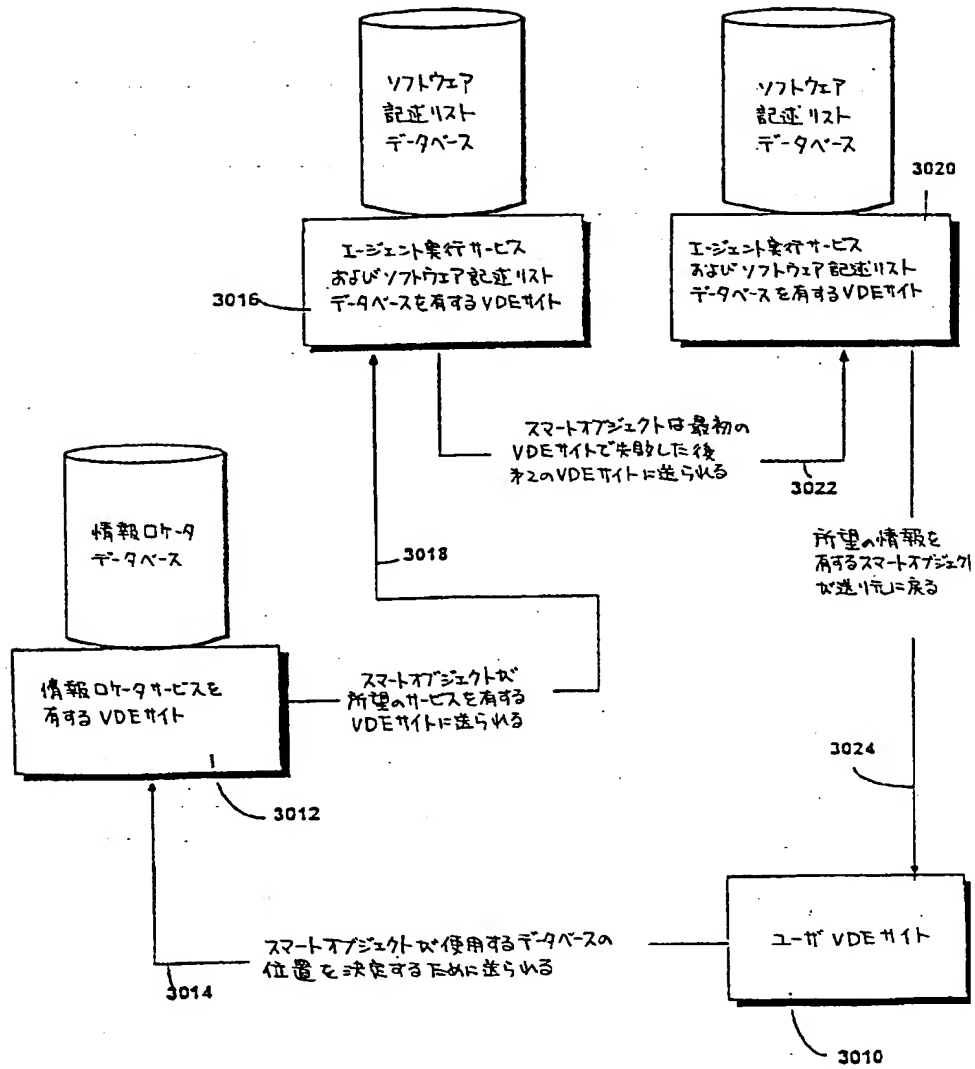 ソフトウェア
記述リスト
データベース
ソフトウェア
記述リスト
データベース
3020
エージェント実行サービス
およびソフトウェア記述リスト
データベースを有するVDEサイト
エージェント実行サービス
およびソフトウェア記述リスト
データベースを有するVDEサイト
3016
スマートオブジェクトは最初の
VDEサイトで失敗した後
第2のVDEサイトに送られる
3022
情報ロケータ
データベース
3018
所望の情報を
有するスマートオブジェクト
が送り元に戻る
情報ロケータサービスを
有するVDEサイト
スマートオブジェクトが
所望のサービスを有する
VDEサイトに送られる
3024
3012
ユーザVDEサイト
スマートオブジェクトが使用するデータベースの
位置を決定するために送られる
3014
3010